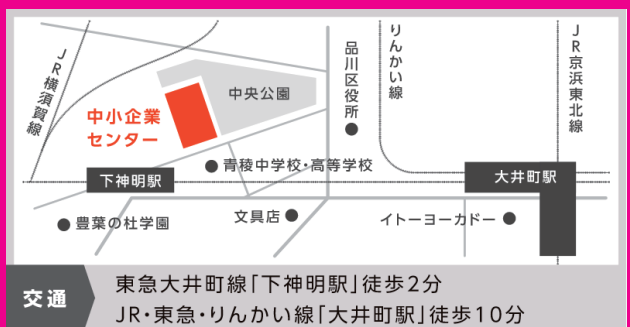 JR横須賀線
中小企業
センター
中央公園
品川区役所
りんかい線
JR京浜東北線
青稜中学校・高等学校
下神明駅
大井町駅
豊葉の杜学園
文具店
イトーヨーカドー
交通
東急大井町線「下神明駅」徒歩2分
JR・東急・りんかい線「大井町駅」徒歩10分